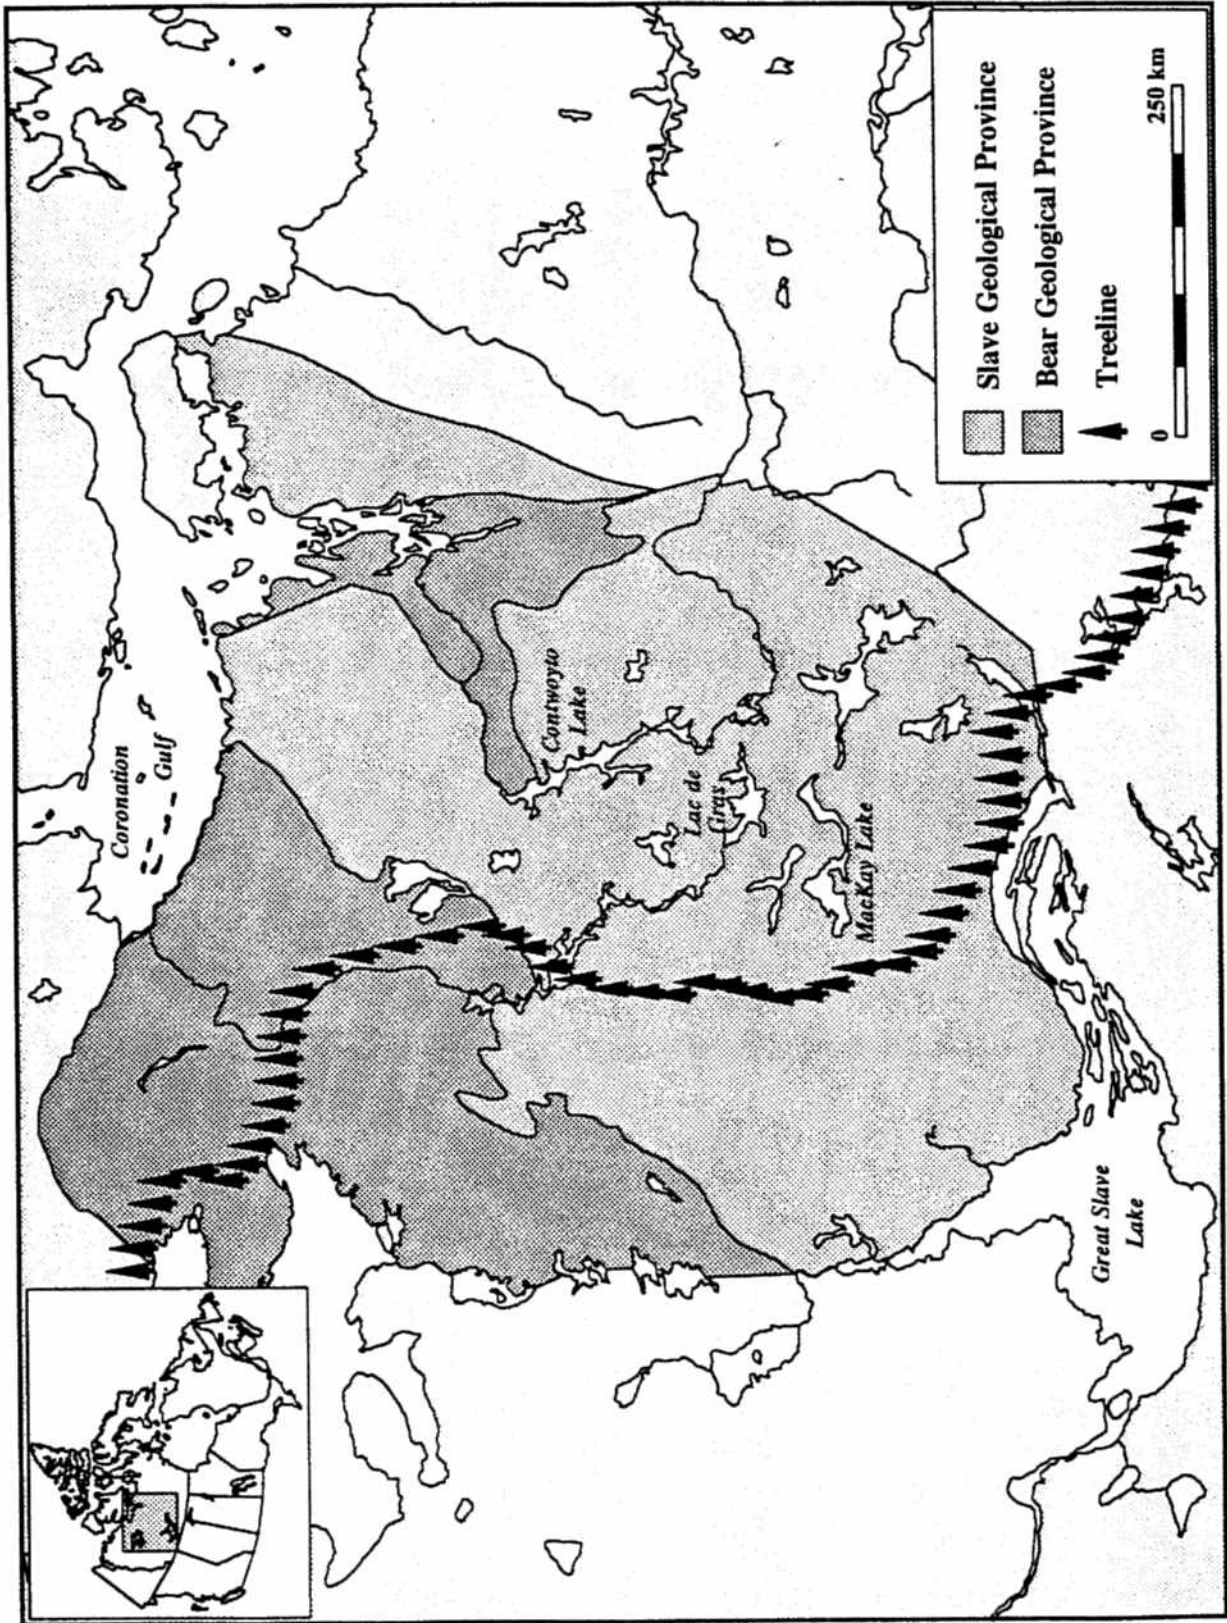 Coronation
Gulf
Contwoyto
Lake
Lac de
Gras
MacKay Lake
Great Slave
Lake
Slave Geological Province
Bear Geological Province
Treeline
0
250 km